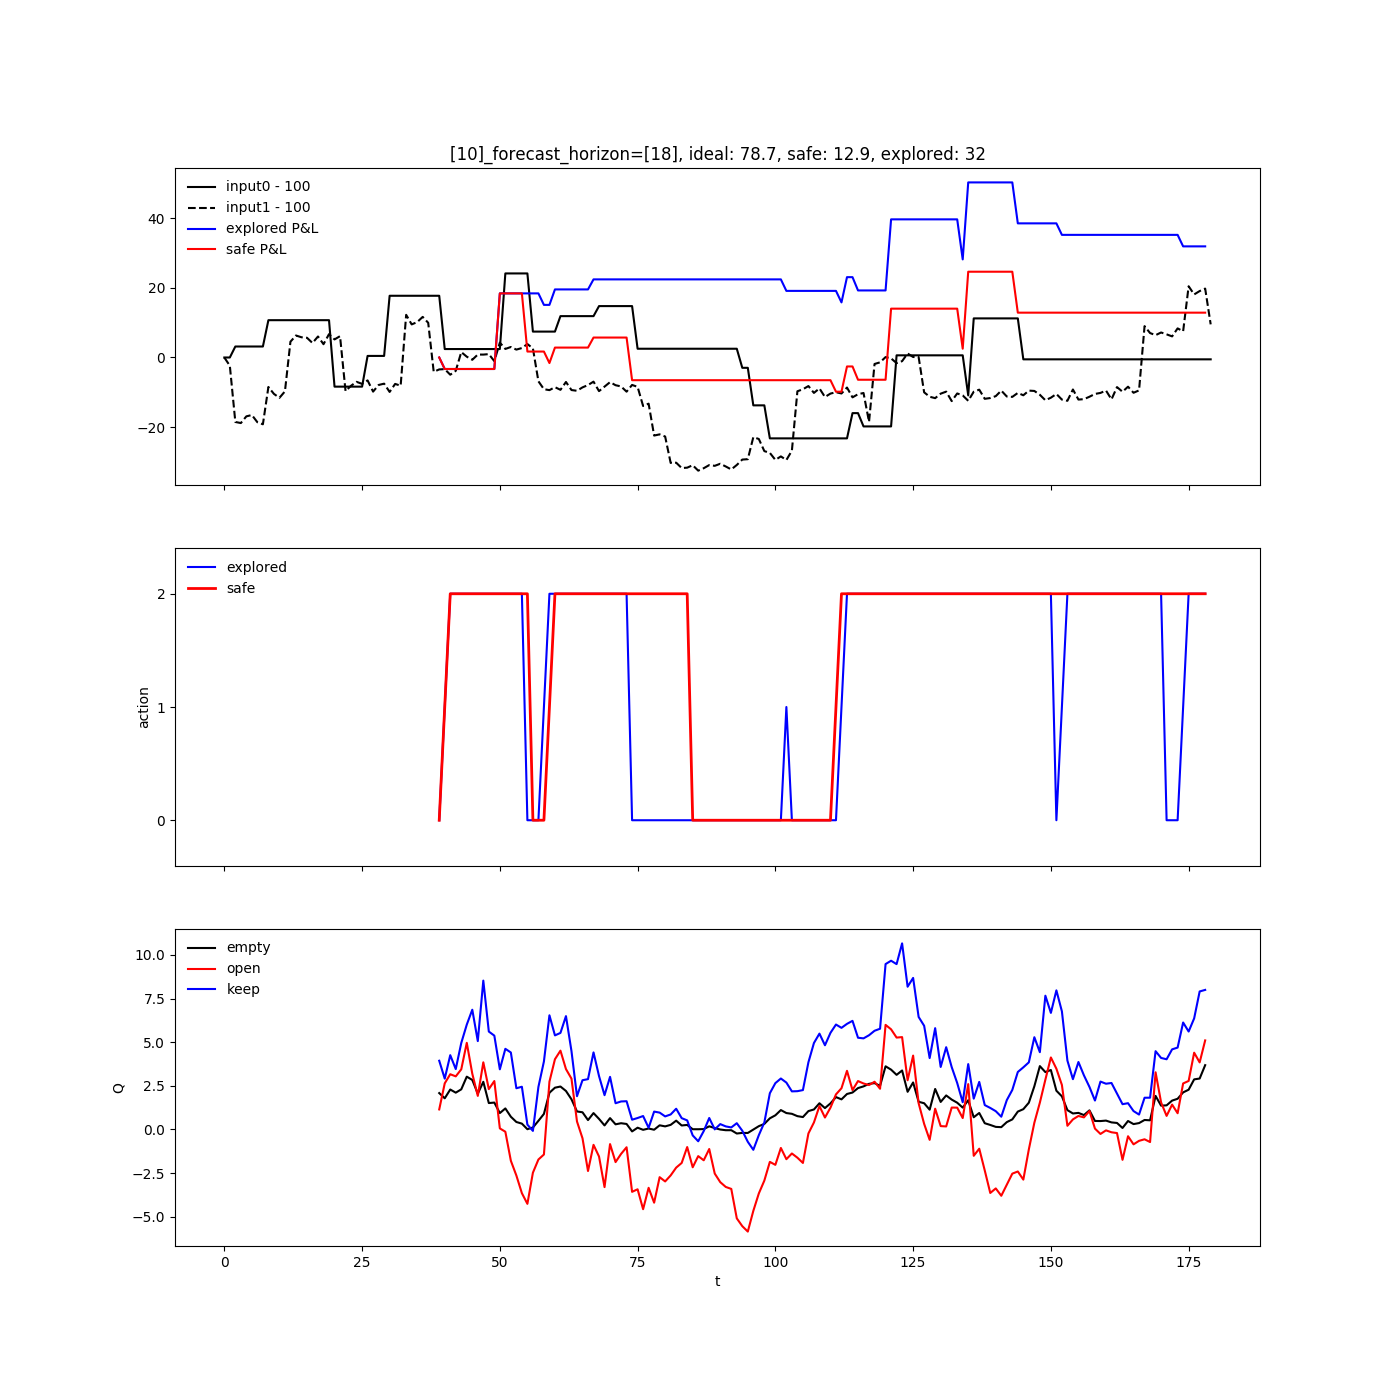 [10]_forecast_horizon=[18], ideal: 78.7, safe: 12.9, explored: 32
input0 - 100
input1 - 100
explored P&L
safe P&L
40
20
0
−20
explored
safe
2
1
0
action
empty
open
keep
10.0
7.5
5.0
2.5
0.0
−2.5
−5.0
Q
0 25 50 75 100 125 150 175
t